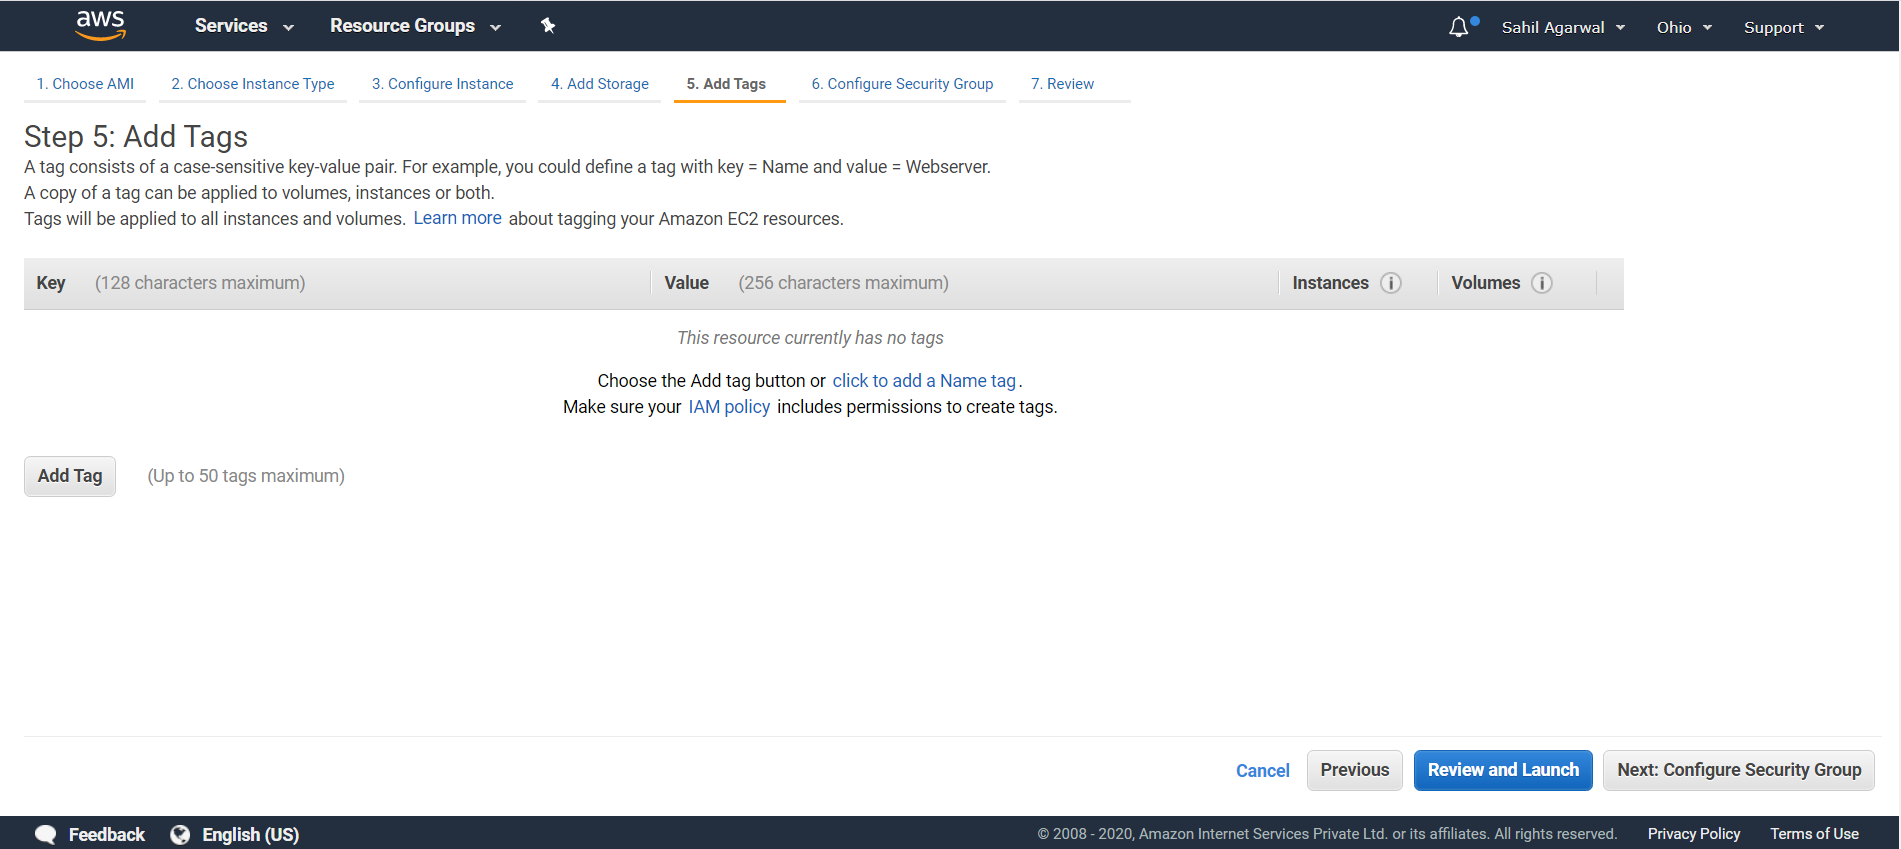 aws Services Resource Groups Sahil Agarwal Ohio Support
1. Choose AMI 2. Choose Instance Type 3. Configure Instance 4. Add Storage 5. Add Tags 6. Configure Security Group 7. Review
Step 5: Add Tags
A tag consists of a case-sensitive key-value pair. For example, you could define a tag with key = Name and value = Webserver.
A copy of a tag can be applied to volumes, instances or both.
Tags will be applied to all instances and volumes. Learn more about tagging your Amazon EC2 resources.
Key (128 characters maximum) Value (256 characters maximum) Instances i Volumes i
This resource currently has no tags
Choose the Add tag button or click to add a Name tag.
Make sure your IAM policy includes permissions to create tags.
Add Tag (Up to 50 tags maximum)
Cancel Previous Review and Launch Next: Configure Security Group
Feedback English (US) © 2008 - 2020, Amazon Internet Services Private Ltd. or its affiliates. All rights reserved. Privacy Policy Terms of Use